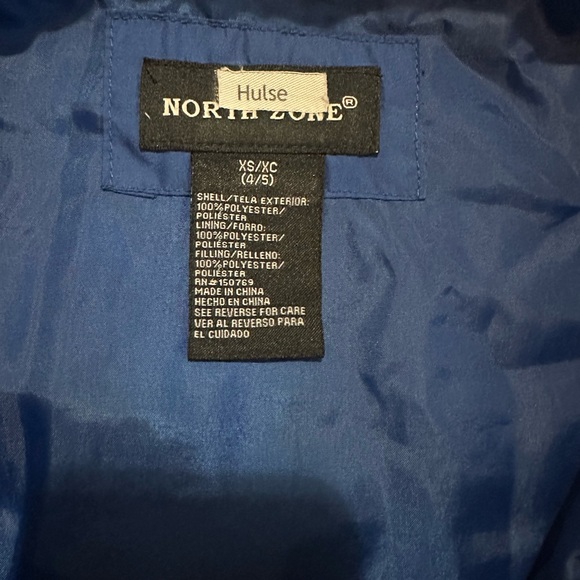 Hulse
NORTH ZONE®
XS/XC
(4/5)
SHELL/TELA EXTERIOR:
100%POLYESTER/
POLIÉSTER
LINING/FORRO:
100%POLYESTER/
POLIÉSTER
FILLING/RELLENO:
100%POLYESTER/
POLIÉSTER
RN#150769
MADE IN CHINA
HECHO EN CHINA
SEE REVERSE FOR CARE
VER AL REVERSO PARA
EL CUIDADO